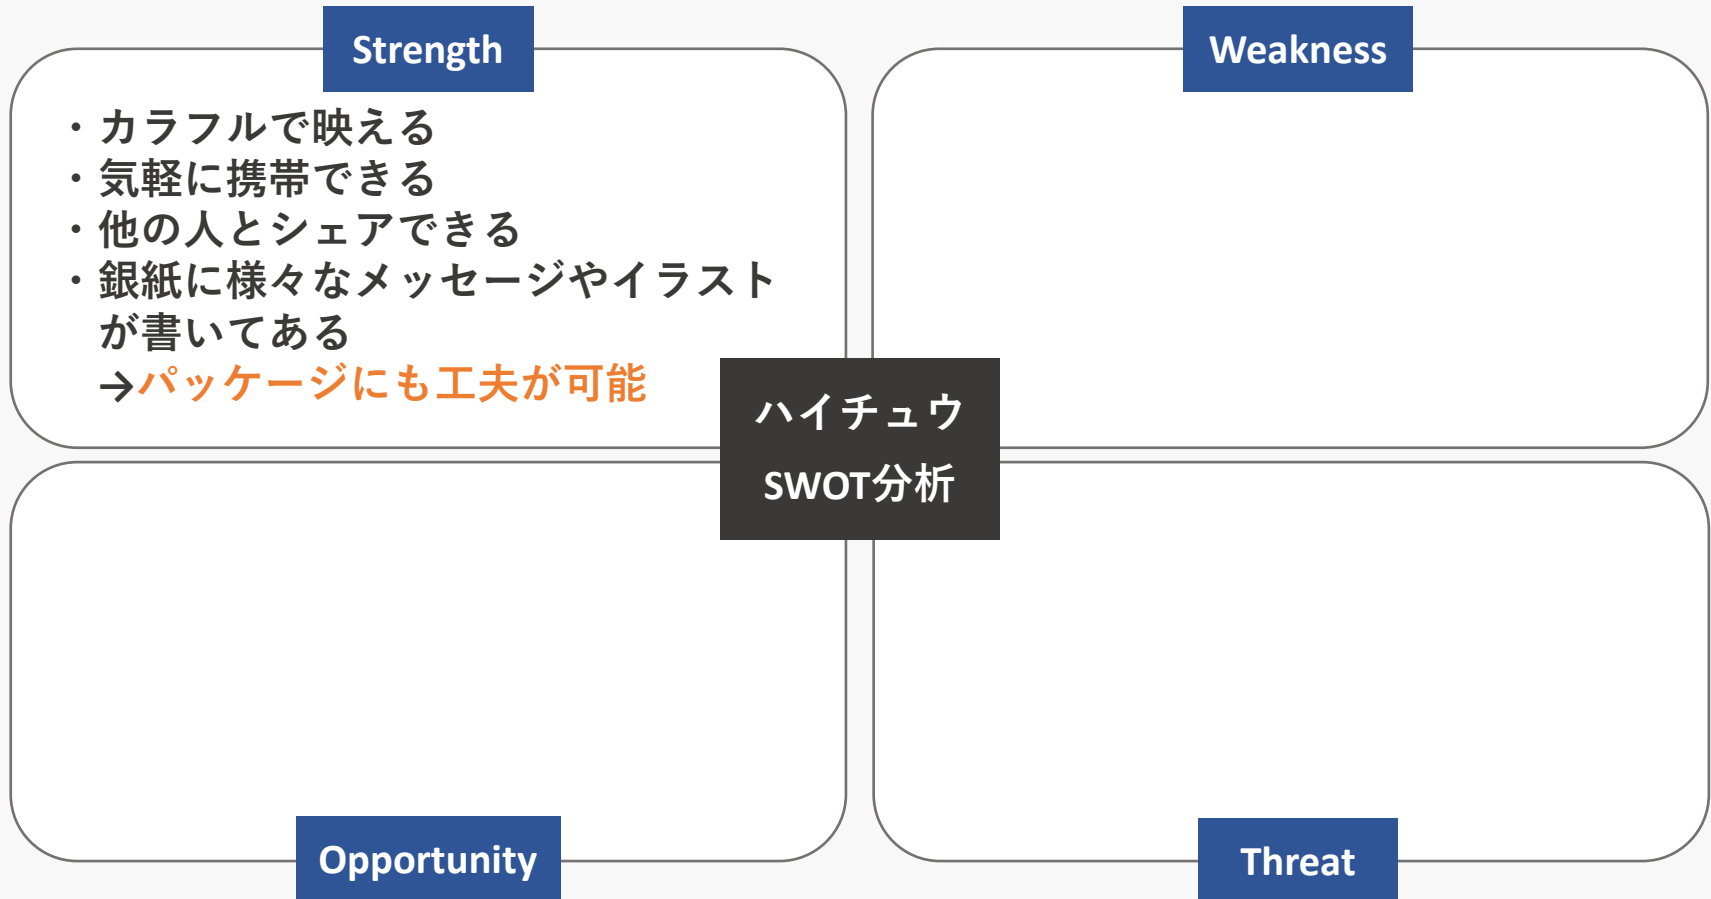 Strength
Weakness
・カラフルで映える
・気軽に携帯できる
・他の人とシェアできる
・銀紙に様々なメッセージやイラスト
が書いてある
→パッケージにも工夫が可能
ハイチュウ
SWOT分析
Opportunity
Threat